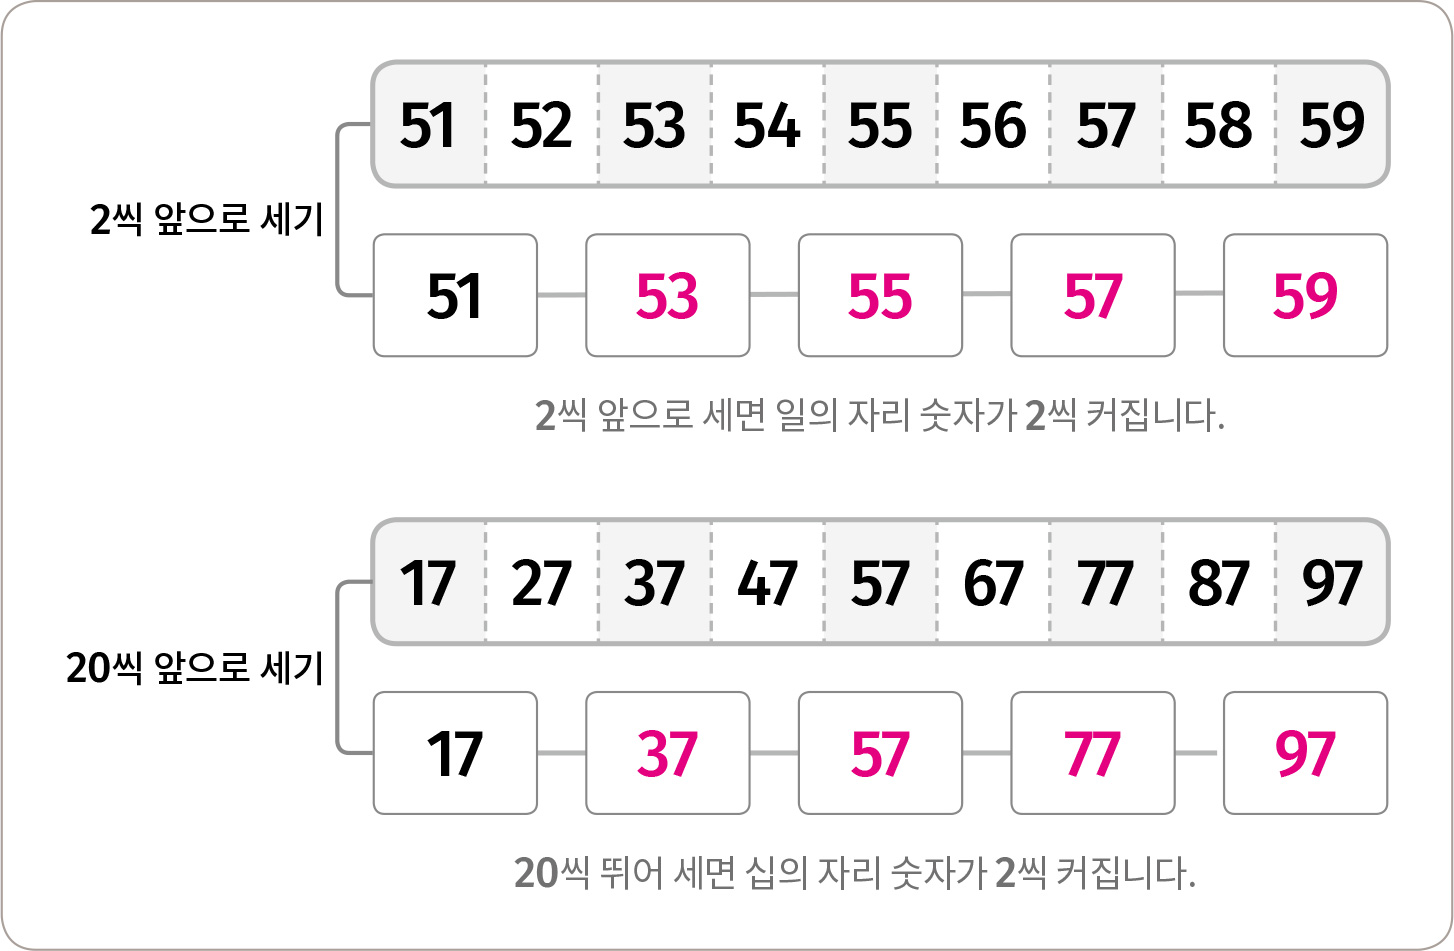 51 52 53 54 55 56 57 58 59
2씩 앞으로 세기
51 53 55 57 59
2씩 앞으로 세면 일의 자리 숫자가 2씩 커집니다.
17 27 37 47 57 67 77 87 97
20씩 앞으로 세기
17 37 57 77 97
20씩 뛰어 세면 십의 자리 숫자가 2씩 커집니다.